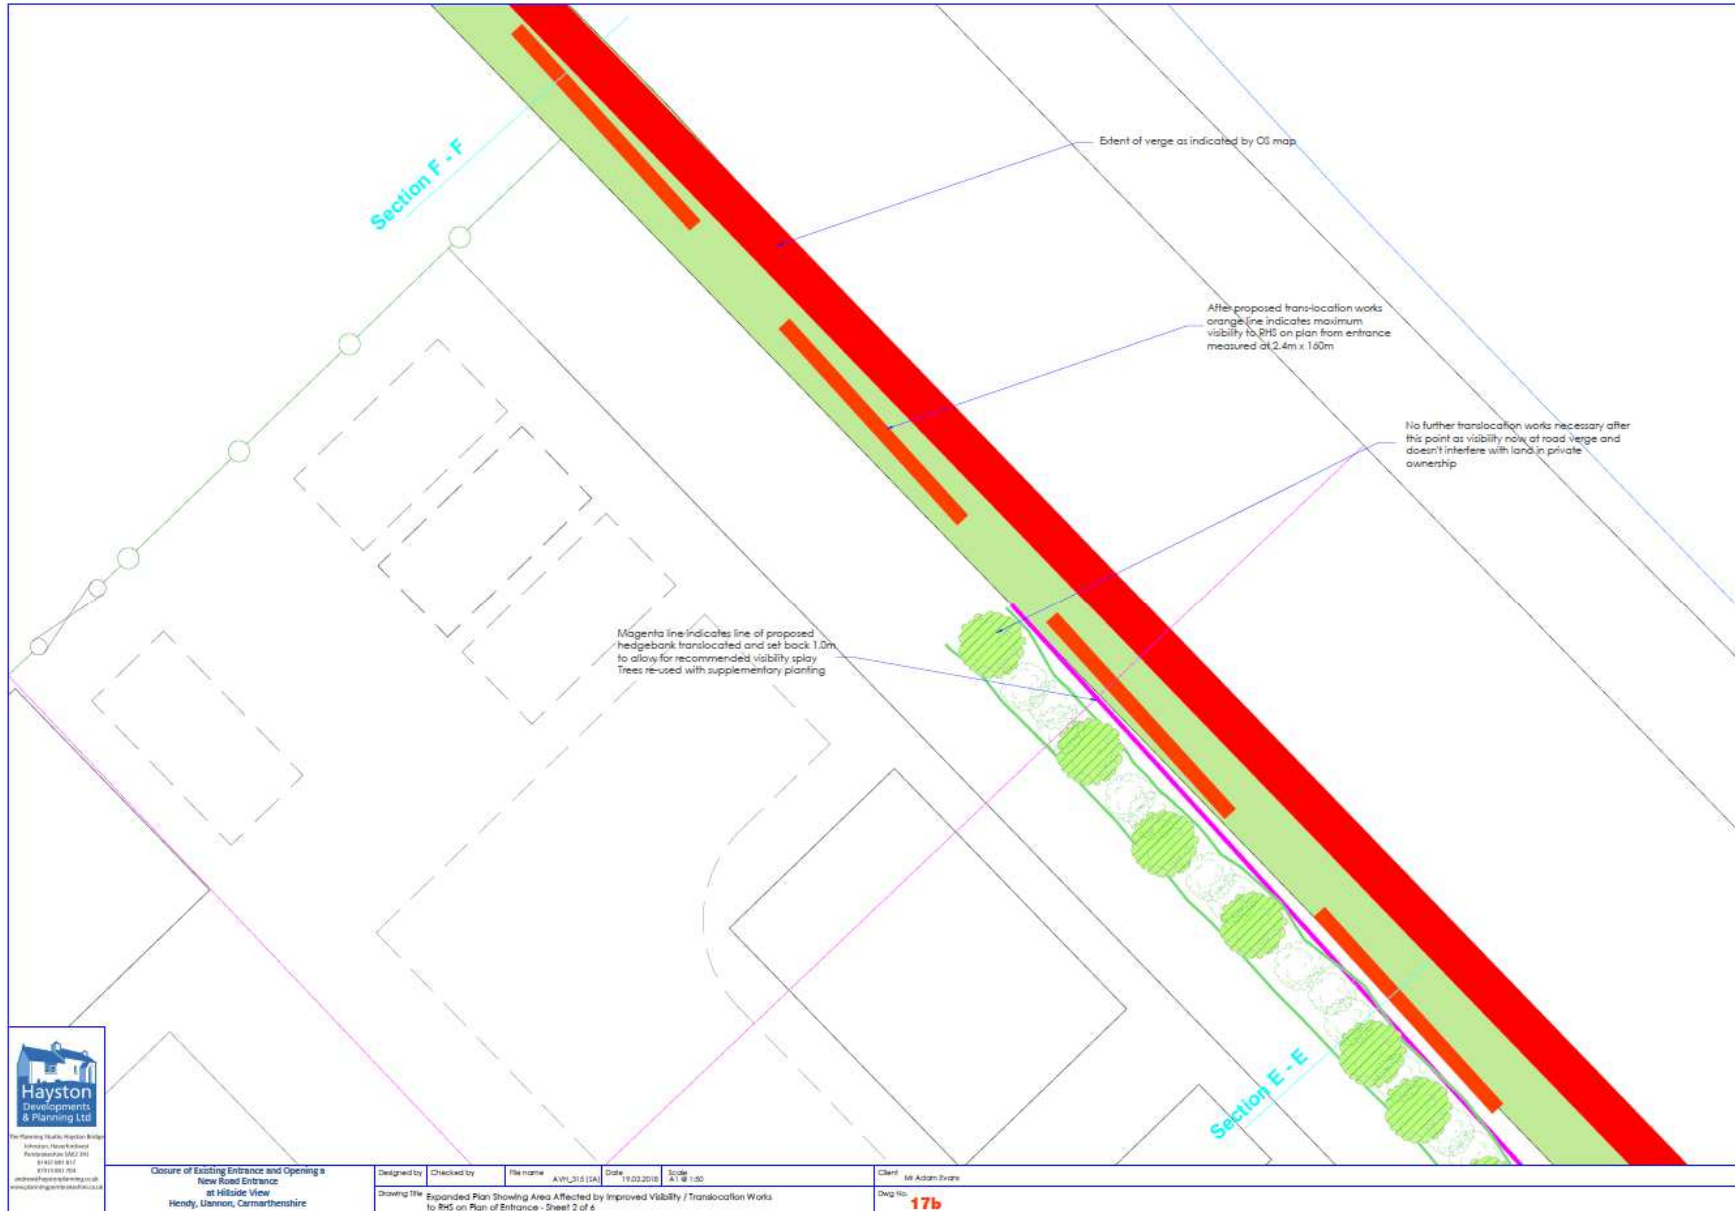 Section F - F
Extent of verge as indicated by OS map
After proposed trans-location works
orange line indicates maximum
visibility to RHS on plan from entrance
measured at 2.4m x 160m
No further translocation works necessary after
this point as visibility now at road verge and
doesn't interfere with land in private
ownership
Magenta line indicates line of proposed
hedgebank translocated and set back 1.0m
to allow for recommended visibility splay
Trees re-used with supplementary planting
Section E - E
Hayston
Developments
& Planning Ltd
The Planning Studio, Hayston Bridge
Johnston, Haverfordwest
Closure of Existing Entrance and Opening a
New Road Entrance
at Hillside View
Hendy, Llannon, Carmarthenshire
Designed by
Checked by
File name
AVH_315 (SA)
Date
19.03.2018
Scale
A1 @ 1:50
Client
Mr Adam Evans
Drawing Title
Expanded Plan Showing Area Affected by Improved Visibility / Translocation Works
to RHS on Plan of Entrance - Sheet 2 of 6
Dwg No.
17b